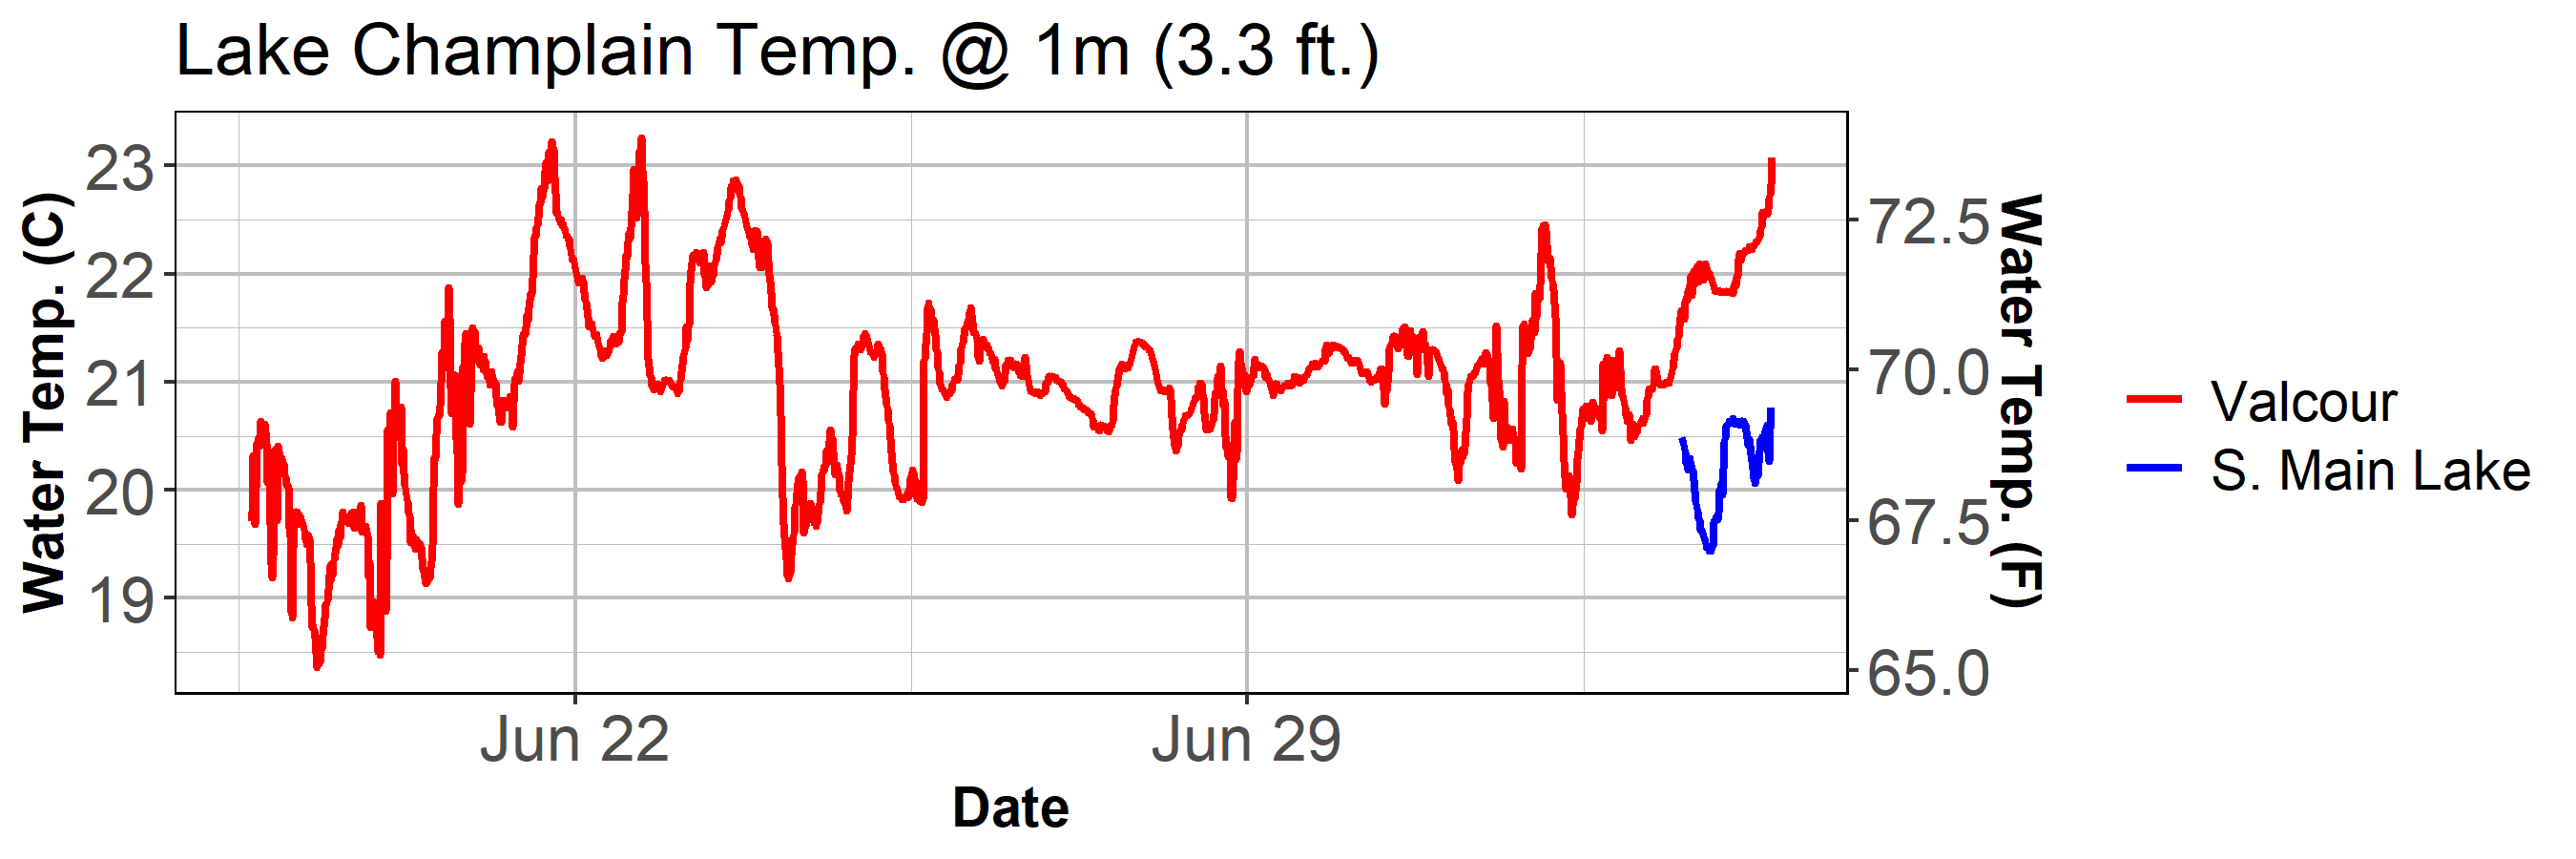 Lake Champlain Temp. @ 1m (3.3 ft.)
Water Temp. (C)
23
22
21
20
19
72.5
70.0
67.5
65.0
Water Temp. (F)
Jun 22
Jun 29
Date
Valcour
S. Main Lake